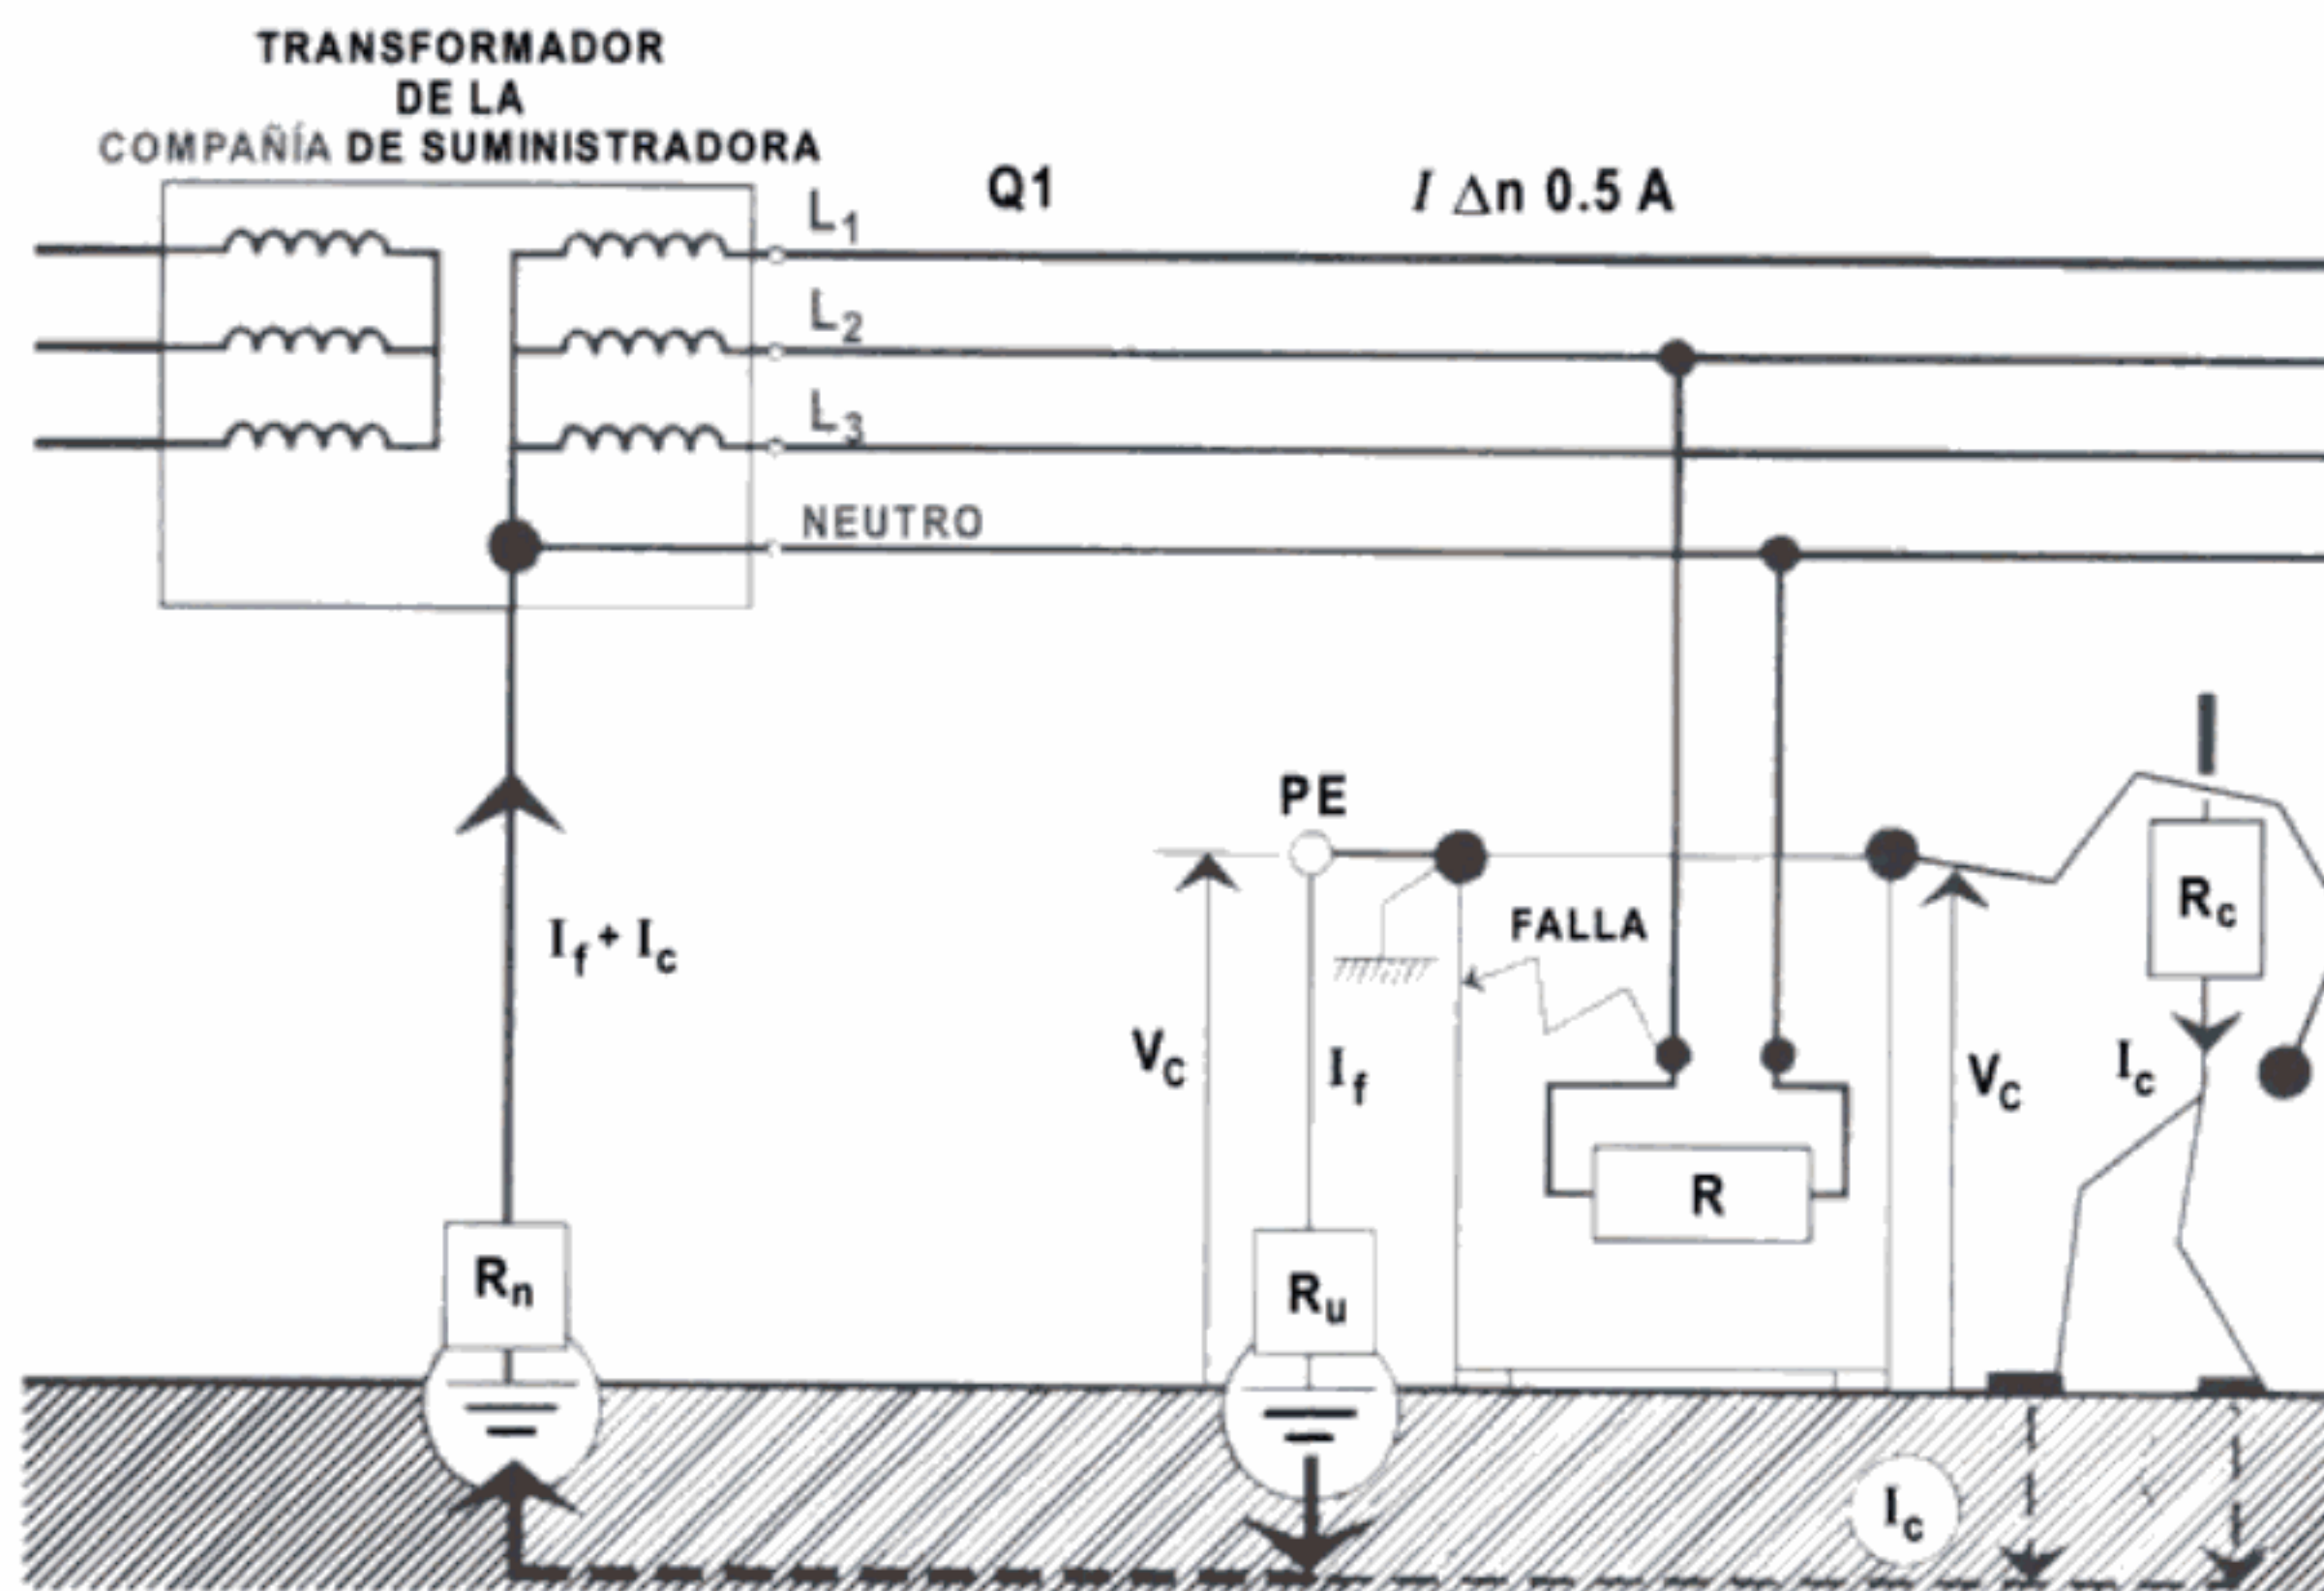 TRANSFORMADOR
DE LA
COMPAÑÍA DE SUMINISTRADORA
Q1
I Δn 0.5 A
L1
L2
L3
NEUTRO
PE
Rc
FALLA
If + Ic
Vc
If
Vc
Ic
R
Rn
Ru
Ic